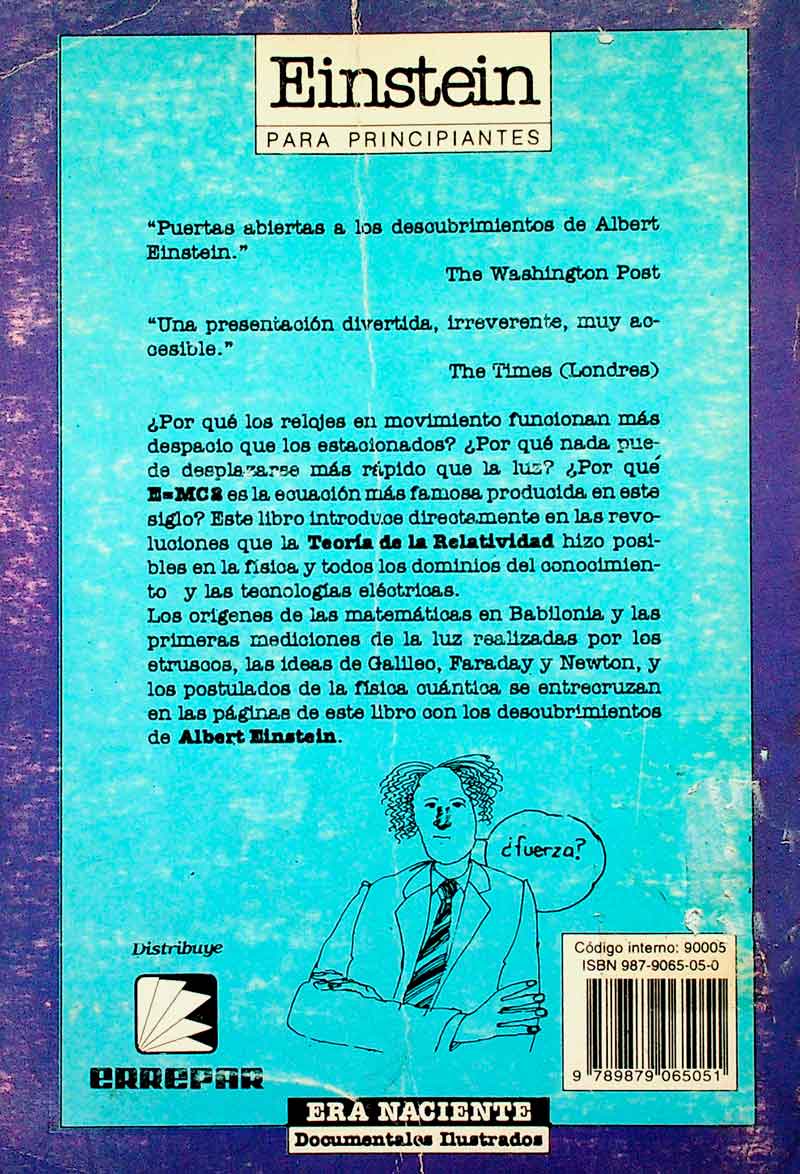 Einstein
PARA PRINCIPIANTES
“Puertas abiertas a los descubrimientos de Albert
Einstein.”
The Washington Post
“Una presentación divertida, irreverente, muy ac-
cesible.”
The Times (Londres)
¿Por qué los relojes en movimiento funcionan más
despacio que los estacionados? ¿Por qué nada pue-
de desplazarse más rápido que la luz? ¿Por qué
E=MC2 es la ecuación más famosa producida en este
siglo? Este libro introduce directamente en las revo-
luciones que la Teoría de la Relatividad hizo posi-
bles en la física y todos los dominios del conocimien-
to y las tecnologías eléctricas.
Los orígenes de las matemáticas en Babilonia y las
primeras mediciones de la luz realizadas por los
etruscos, las ideas de Galileo, Faraday y Newton, y
los postulados de la física cuántica se entrecruzan
en las páginas de este libro con los descubrimientos
de Albert Einstein.
¿fuerza?
Distribuye
ERREPAR
Código interno: 90005
ISBN 987-9065-05-0
9 789879 065051
ERA NACIENTE
Documentales Ilustrados